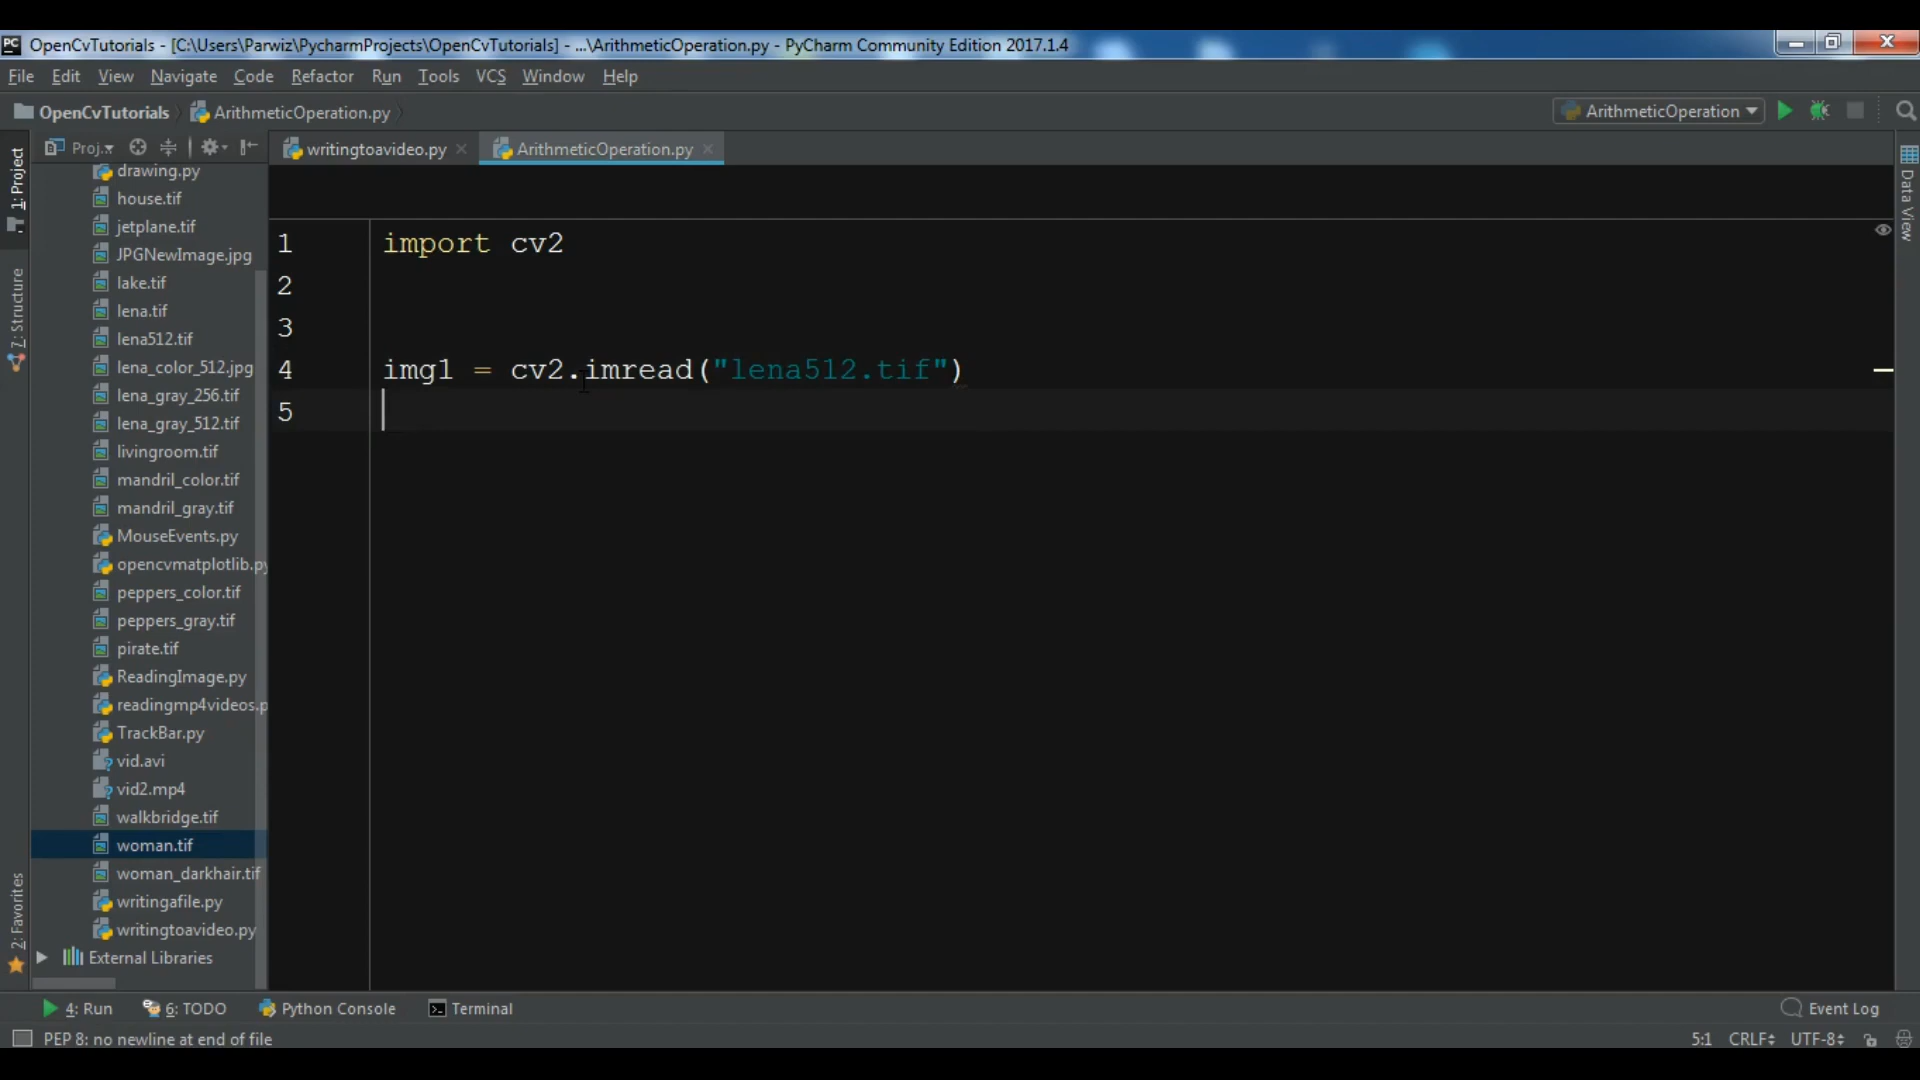 OpenCvTutorials - [C:\Users\Parwiz\PycharmProjects\OpenCvTutorials] - ...\ArithmeticOperation.py - PyCharm Community Edition 2017.1.4
File Edit View Navigate Code Refactor Run Tools VCS Window Help
OpenCvTutorials ArithmeticOperation.py ArithmeticOperation
1: Project
7: Structure
2: Favorites
Proj..
drawing.py
house.tif
jetplane.tif
JPGNewImage.jpg
lake.tif
lena.tif
lena512.tif
lena_color_512.jpg
lena_gray_256.tif
lena_gray_512.tif
livingroom.tif
mandril_color.tif
mandril_gray.tif
MouseEvents.py
opencvmatplotlib.py
peppers_color.tif
peppers_gray.tif
pirate.tif
ReadingImage.py
readingmp4videos.p
TrackBar.py
vid.avi
vid2.mp4
walkbridge.tif
woman.tif
woman_darkhair.tif
writingafile.py
writingtoavideo.py
External Libraries
writingtoavideo.py ArithmeticOperation.py
1 import cv2
2
3
4 img1 = cv2.imread("lena512.tif")
5
Data View
4: Run 6: TODO Python Console Terminal Event Log
PEP 8: no newline at end of file 5:1 CRLF UTF-8